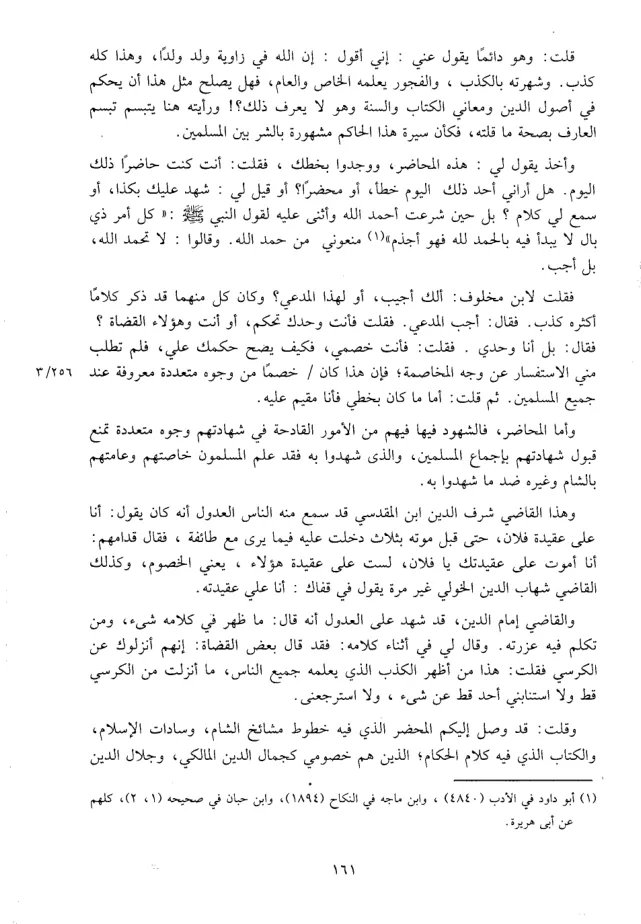 قلت: وهو دائمًا يقول عني : إني أقول : إن الله في زاوية ولد ولدًا، وهذا كله
كذب. وشهرته بالكذب ، والفجور يعلمه الخاص والعام، فهل يصلح مثل هذا أن يحكم
في أصول الدين ومعاني الكتاب والسنة وهو لا يعرف ذلك؟! ورأيته هنا يتبسم تبسم
العارف بصحة ما قلته، فكأن سيرة هذا الحاكم مشهورة بالشر بين المسلمين.
وأخذ يقول لي : هذه المحاضر، ووجدوا بخطك ، فقلت: أنت كنت حاضرًا ذلك
اليوم. هل أراني أحد ذلك اليوم خطأ، أو محضرًا؟ أو قيل لي : شهد عليك بكذا، أو
سمع لي كلام ؟ بل حين شرعت أحمد الله وأثنى عليه لقول النبي ﷺ :« كل أمر ذي
بال لا يبدأ فيه بالحمد لله فهو أجذم»(١) منعوني من حمد الله. وقالوا : لا تحمد الله،
بل أجب.
فقلت لابن مخلوف: ألك أجيب، أو لهذا المدعي؟ وكان كل منهما قد ذكر كلامًا
أكثره كذب. فقال: أجب المدعي. فقلت فأنت وحدك تحكم، أو أنت وهؤلاء القضاة ؟
فقال: بل أنا وحدي . فقلت: فأنت خصمي، فكيف يصح حكمك علي، فلم تطلب
مني الاستفسار عن وجه المخاصمة؛ فإن هذا كان / خصمًا من وجوه متعددة معروفة عند ٣/٢٥٦
جميع المسلمين. ثم قلت: أما ما كان بخطي فأنا مقيم عليه.
وأما المحاضر، فالشهود فيها فيهم من الأمور القادحة في شهادتهم وجوه متعددة تمنع
قبول شهادتهم بإجماع المسلمين، والذى شهدوا به فقد علم المسلمون خاصتهم وعامتهم
بالشام وغيره ضد ما شهدوا به.
وهذا القاضي شرف الدين ابن المقدسي قد سمع منه الناس العدول أنه كان يقول: أنا
على عقيدة فلان، حتى قبل موته بثلاث دخلت عليه فيما يرى مع طائفة ، فقال قدامهم:
أنا أموت على عقيدتك يا فلان، لست على عقيدة هؤلاء ، يعني الخصوم، وكذلك
القاضي شهاب الدين الخولي غير مرة يقول في قفاك : أنا علي عقيدته.
والقاضي إمام الدين، قد شهد على العدول أنه قال: ما ظهر في كلامه شىء، ومن
تكلم فيه عزرته. وقال لي في أثناء كلامه: فقد قال بعض القضاة: إنهم أنزلوك عن
الكرسي فقلت: هذا من أظهر الكذب الذي يعلمه جميع الناس، ما أنزلت من الكرسي
قط ولا استنابني أحد قط عن شىء ، ولا استرجعنى.
وقلت: قد وصل إليكم المحضر الذي فيه خطوط مشائخ الشام، وسادات الإسلام،
والكتاب الذي فيه كلام الحكام؛ الذين هم خصومي كجمال الدين المالكي، وجلال الدين
(١) أبو داود في الأدب (٤٨٤٠) ، وابن ماجه في النكاح (١٨٩٤)، وابن حبان في صحيحه (١، ٢)، كلهم
عن أبى هريرة.
١٦١